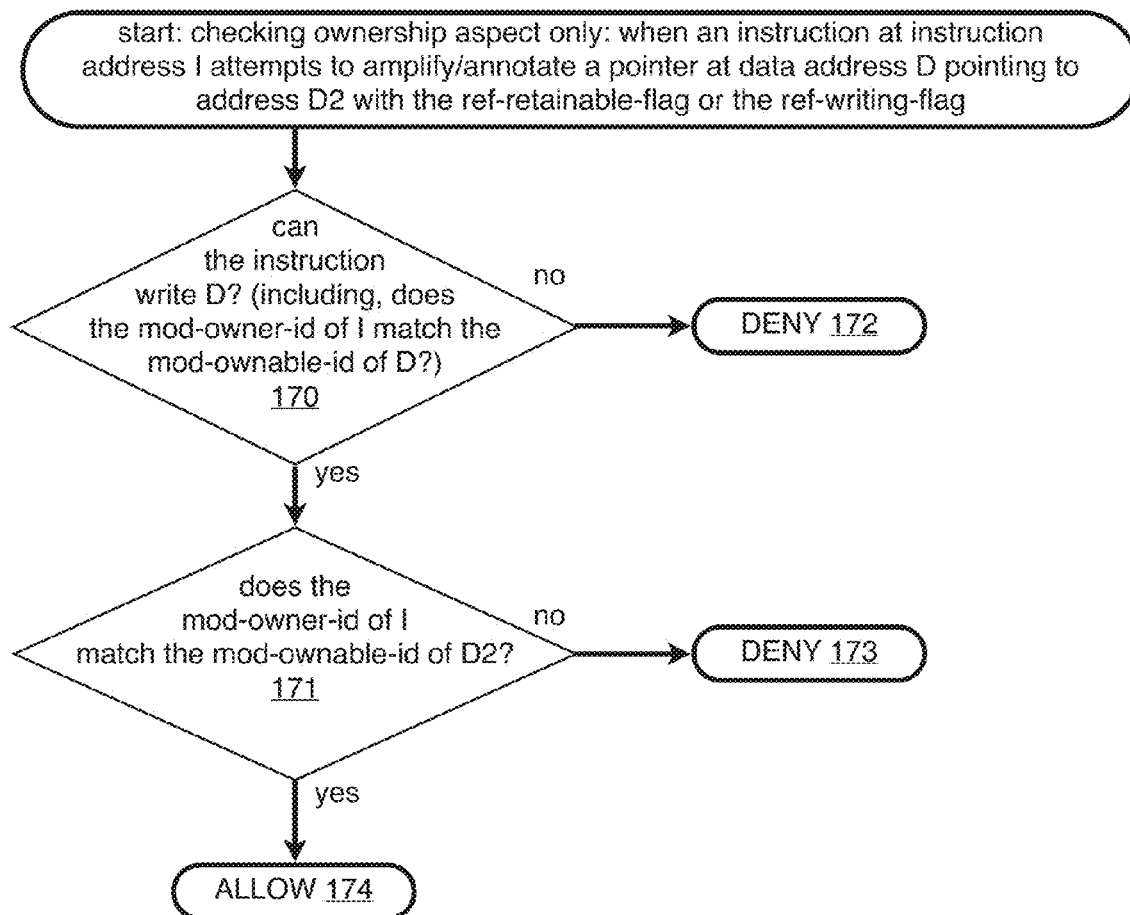 start: checking ownership aspect only: when an instruction at instruction
address I attempts to amplify/annotate a pointer at data address D pointing to
address D2 with the ref-retainable-flag or the ref-writing-flag
can
the instruction
write D? (including, does
the mod-owner-id of I match the
mod-ownable-id of D?)
170
no
DENY 172
yes
does the
mod-owner-id of I
match the mod-ownable-id of D2?
171
no
DENY 173
yes
ALLOW 174